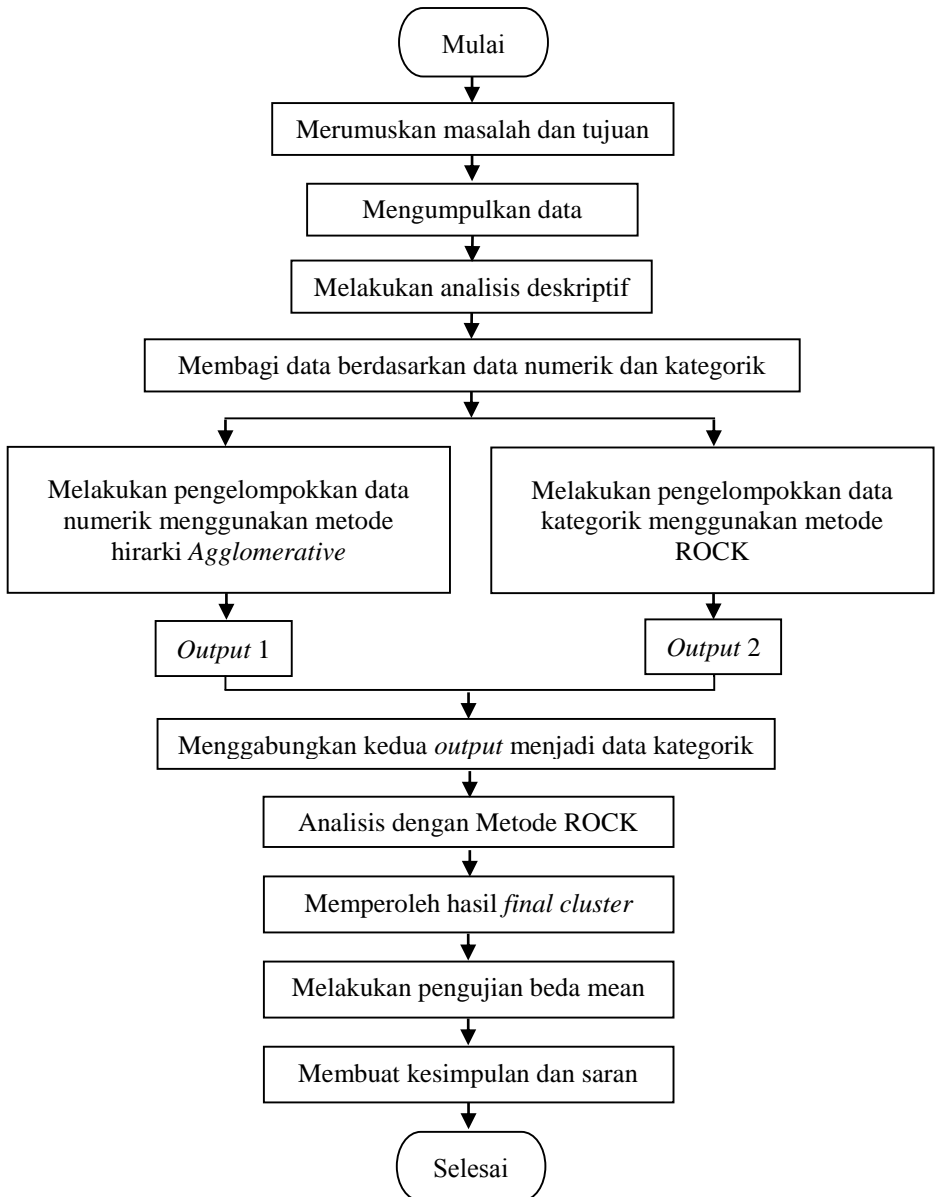 Mulai
Merumuskan masalah dan tujuan
Mengumpulkan data
Melakukan analisis deskriptif
Membagi data berdasarkan data numerik dan kategorik
Melakukan pengelompokkan data
numerik menggunakan metode
hirarki Agglomerative
Melakukan pengelompokkan data
kategorik menggunakan metode
ROCK
Output 1
Output 2
Menggabungkan kedua output menjadi data kategorik
Analisis dengan Metode ROCK
Memperoleh hasil final cluster
Melakukan pengujian beda mean
Membuat kesimpulan dan saran
Selesai